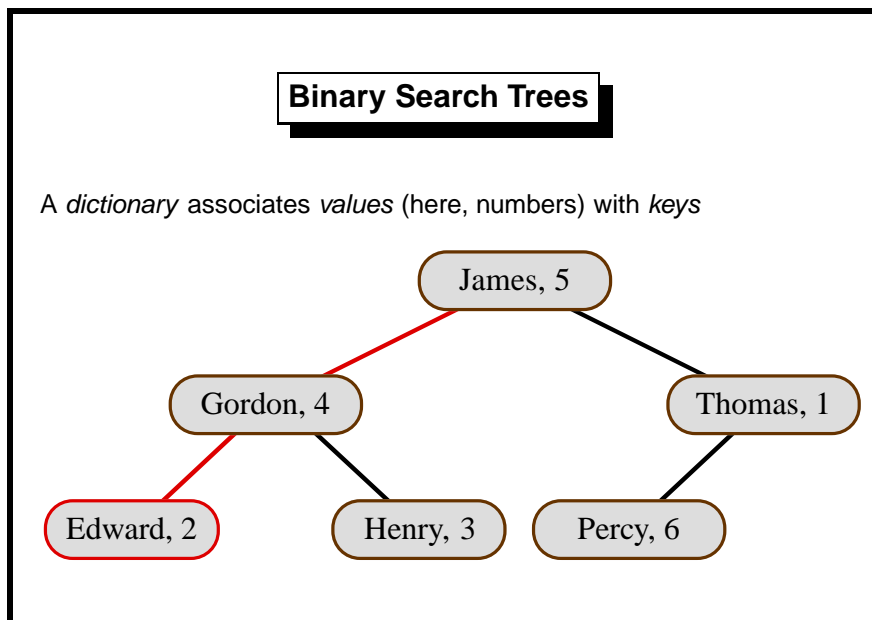 Binary Search Trees
A dictionary associates values (here, numbers) with keys
James, 5
Gordon, 4
Thomas, 1
Edward, 2
Henry, 3
Percy, 6